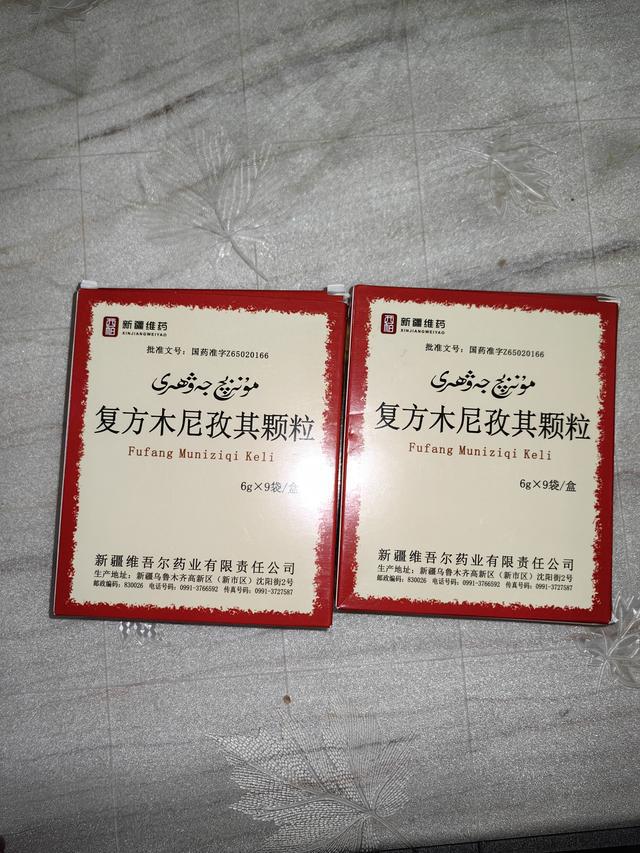 新疆维药
XINJIANGWEIYAO
批准文号：国药准字Z65020166
مۇنزىچ جەۋھەرى
复方木尼孜其颗粒
Fufang Muniziqi Keli
6g×9袋/盒
新疆维吾尔药业有限责任公司
生产地址：新疆乌鲁木齐高新区（新市区）沈阳街2号
邮政编码：830026 电话号码：0991-3766592 传真号码：0991-3727587
新疆维药
XINJIANGWEIYAO
批准文号：国药准字Z65020166
مۇنزىچ جەۋھەرى
复方木尼孜其颗粒
Fufang Muniziqi Keli
6g×9袋/盒
新疆维吾尔药业有限责任公司
生产地址：新疆乌鲁木齐高新区（新市区）沈阳街2号
邮政编码：830026 电话号码：0991-3766592 传真号码：0991-3727587